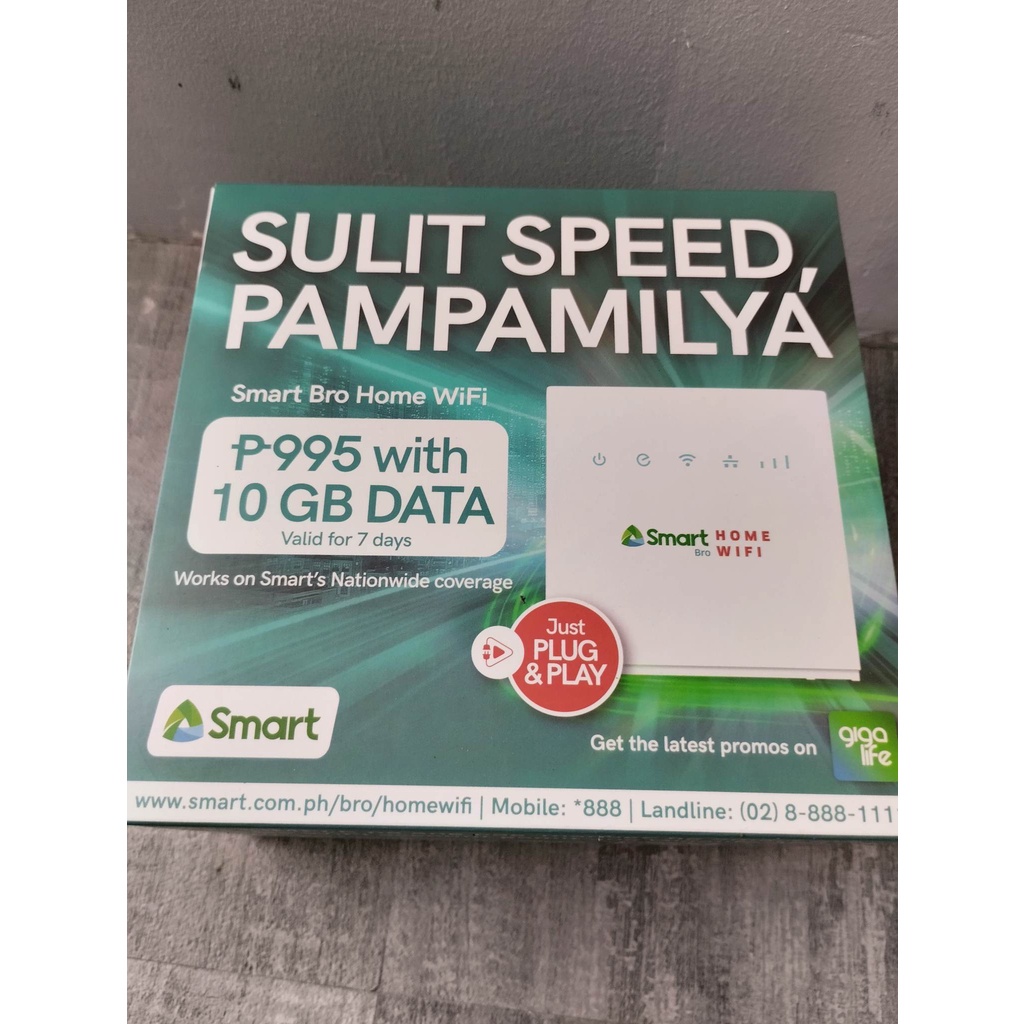 SULIT SPEED,
PAMPAMILYA
Smart Bro Home WiFi
₱995 with
10 GB DATA
Valid for 7 days
Works on Smart's Nationwide coverage
Smart HOME
Bro WIFI
Just
PLUG
& PLAY
Smart
Get the latest promos on
giga
life
www.smart.com.ph/bro/homewifi | Mobile: *888 | Landline: (02) 8-888-1111